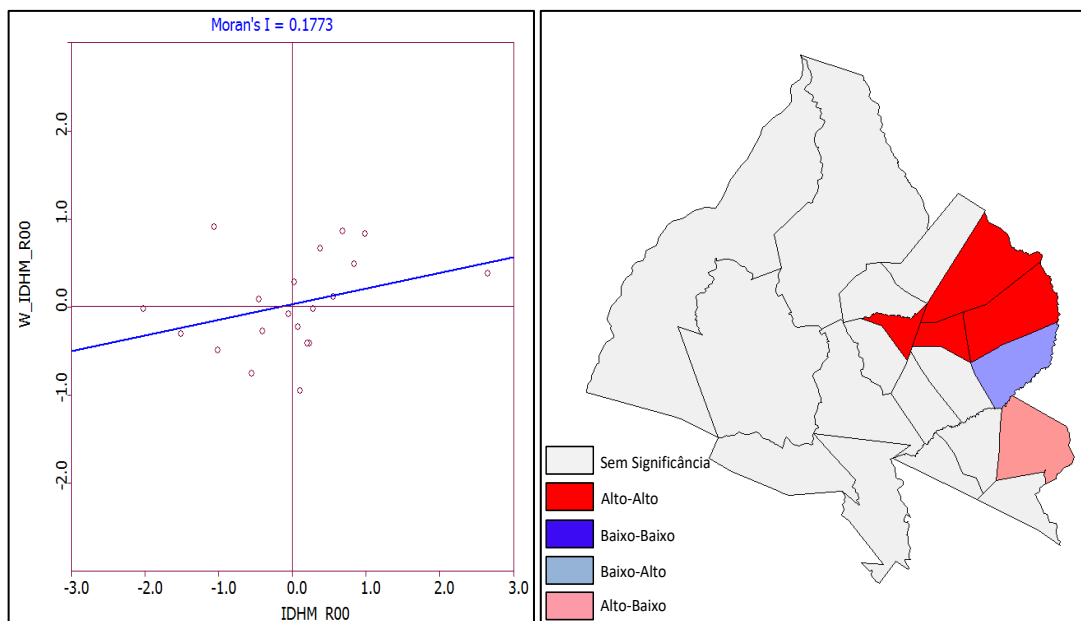 Moran's I = 0.1773
W_IDHM_R00
2.0
1.0
0.0
-1.0
-2.0
-3.0
-2.0
-1.0
0.0
1.0
2.0
3.0
IDHM_R00
Sem Significância
Alto-Alto
Baixo-Baixo
Baixo-Alto
Alto-Baixo